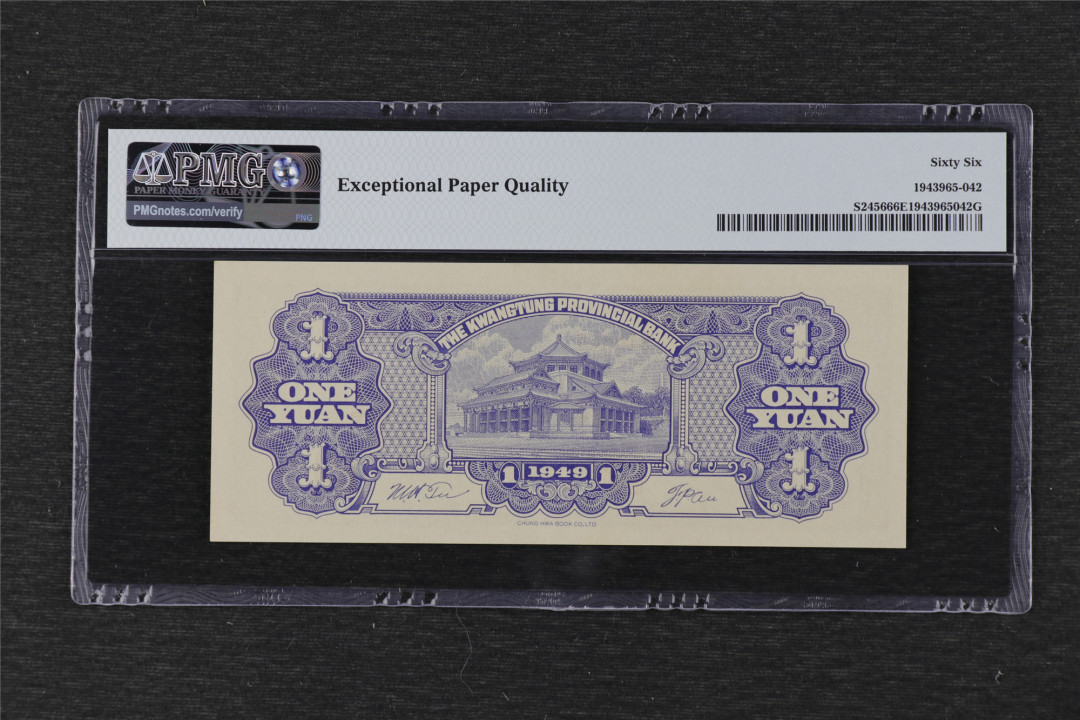 PMG
PAPER MONEY GUARANTY
PMGnotes.com/verify
PNG
Exceptional Paper Quality
Sixty Six
1943965-042
S245666E1943965042G
THE KWANGTUNG PROVINCIAL BANK
1
1
ONE
YUAN
ONE
YUAN
1
1
1 1949 1
CHUNG HWA BOOK CO., LTD